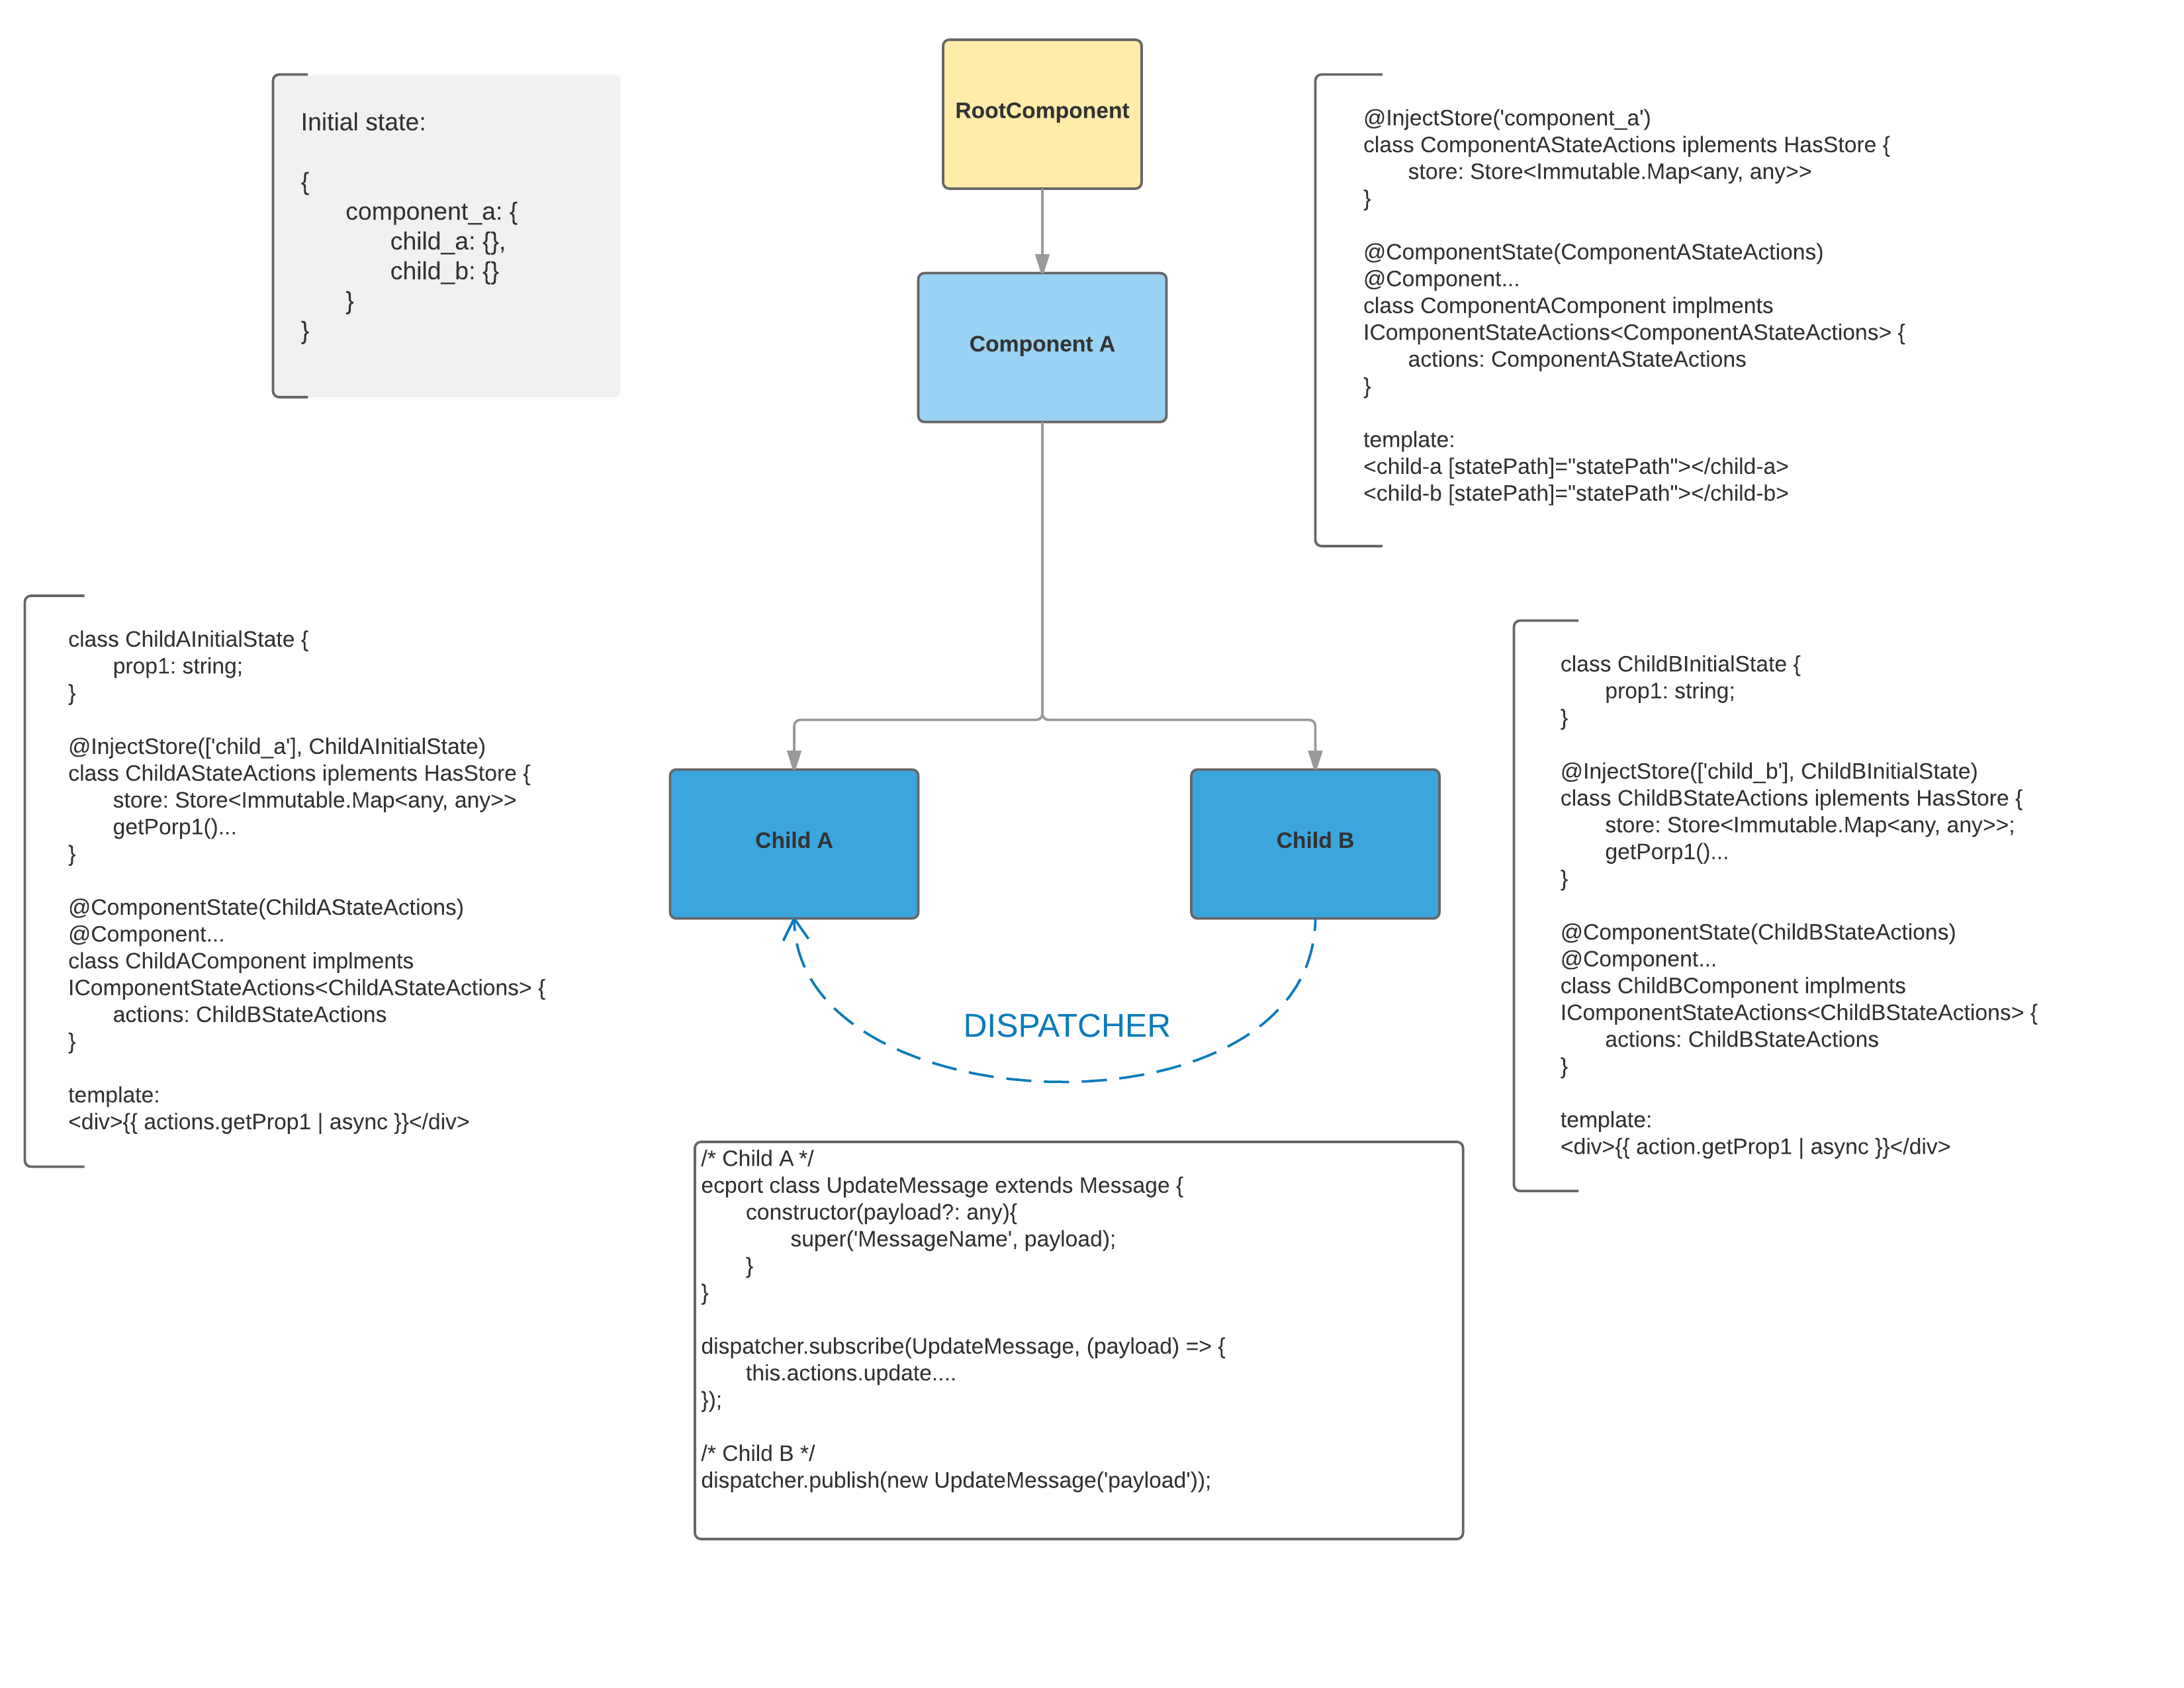 RootComponent
Initial state:
{
component_a: {
child_a: {},
child_b: {}
}
}
@InjectStore('component_a')
class ComponentAStateActions iplements HasStore {
store: Store<Immutable.Map<any, any>>
}
@ComponentState(ComponentAStateActions)
@Component...
class ComponentAComponent implments
IComponentStateActions<ComponentAStateActions> {
actions: ComponentAStateActions
}
template:
<child-a [statePath]="statePath"></child-a>
<child-b [statePath]="statePath"></child-b>
Component A
class ChildAInitialState {
prop1: string;
}
@InjectStore(['child_a'], ChildAInitialState)
class ChildAStateActions iplements HasStore {
store: Store<Immutable.Map<any, any>>
getPorp1()...
}
@ComponentState(ChildAStateActions)
@Component...
class ChildAComponent implments
IComponentStateActions<ChildAStateActions> {
actions: ChildBStateActions
}
template:
<div>{{ actions.getProp1 | async }}</div>
Child A
Child B
class ChildBInitialState {
prop1: string;
}
@InjectStore(['child_b'], ChildBInitialState)
class ChildBStateActions iplements HasStore {
store: Store<Immutable.Map<any, any>>;
getPorp1()...
}
@ComponentState(ChildBStateActions)
@Component...
class ChildBComponent implments
IComponentStateActions<ChildBStateActions> {
actions: ChildBStateActions
}
template:
<div>{{ action.getProp1 | async }}</div>
DISPATCHER
/* Child A */
ecport class UpdateMessage extends Message {
constructor(payload?: any){
super('MessageName', payload);
}
}
dispatcher.subscribe(UpdateMessage, (payload) => {
this.actions.update....
});
/* Child B */
dispatcher.publish(new UpdateMessage('payload'));